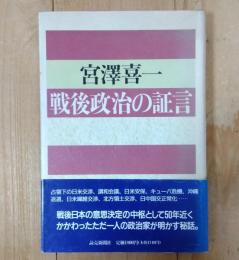 宮澤喜一
戦後政治の証言
占領下の日米交渉、講和会議、日米安保、キューバ危機、沖縄
返還、日米繊維交渉、北方領土交渉、日中国交正常化……
戦後日本の意思決定の中枢として50年近く
かかわったただ一人の政治家が明かす秘話。
読売新聞社